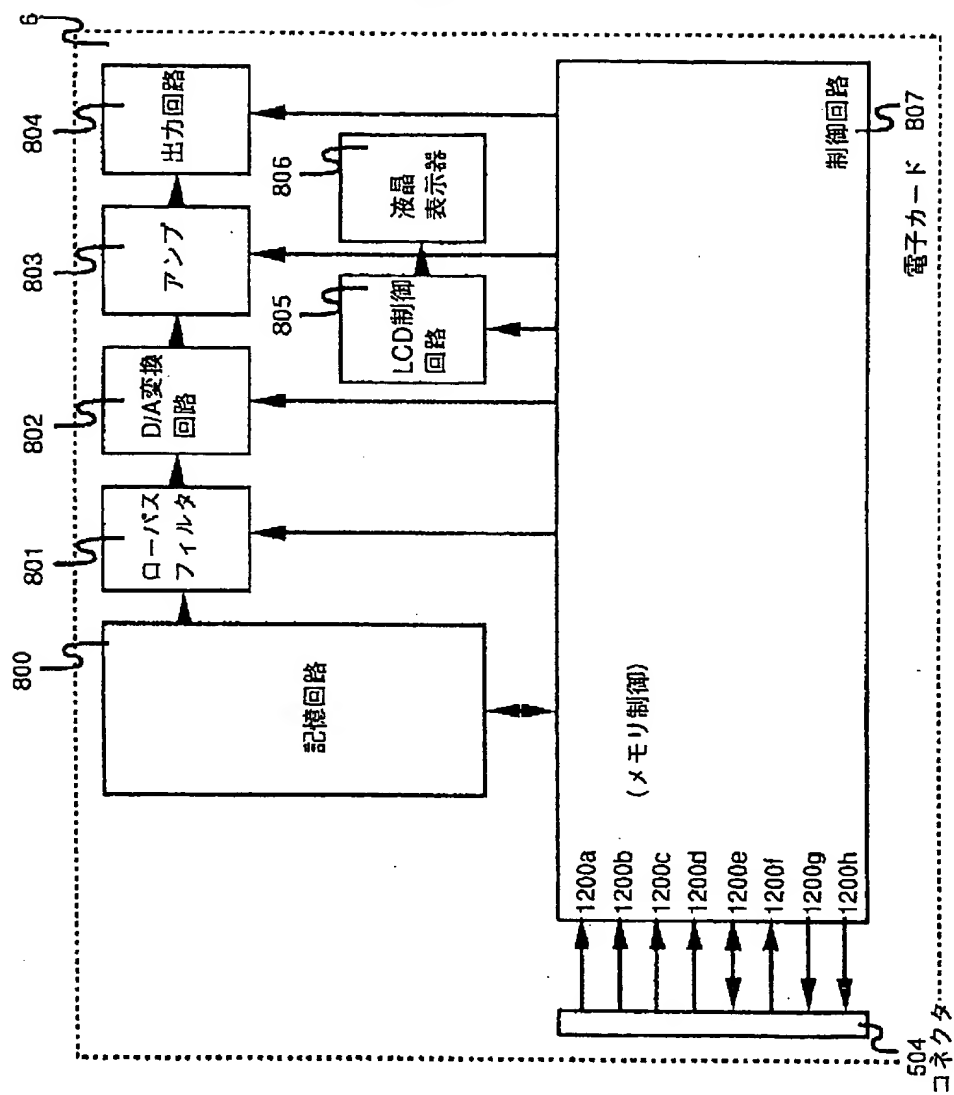 6
800
801
802
803
804
記憶回路
ローパス
フィルタ
D/A変換
回路
アンプ
出力回路
805
806
LCD制御
回路
液晶
表示器
(メモリ制御)
制御回路
1200a
1200b
1200c
1200d
1200e
1200f
1200g
1200h
504
コネクタ
電子カード
807